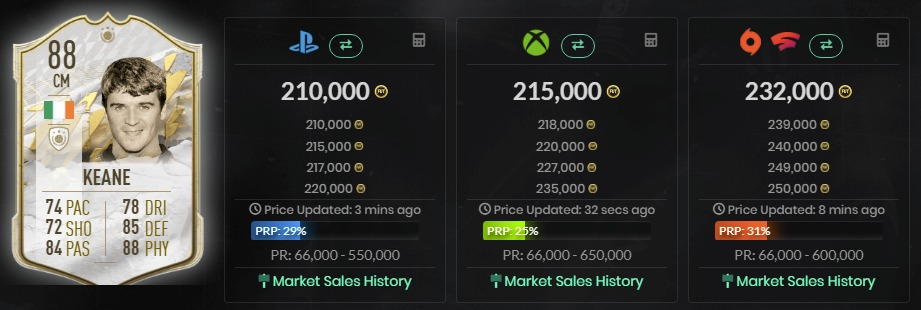 88
CM
KEANE
74 PAC 78 DRI
72 SHO 85 DEF
84 PAS 88 PHY
210,000
210,000
215,000
217,000
220,000
Price Updated: 3 mins ago
PRP: 29%
PR: 66,000 - 550,000
Market Sales History
215,000
218,000
220,000
227,000
235,000
Price Updated: 32 secs ago
PRP: 25%
PR: 66,000 - 650,000
Market Sales History
232,000
239,000
240,000
249,000
250,000
Price Updated: 8 mins ago
PRP: 31%
PR: 66,000 - 600,000
Market Sales History